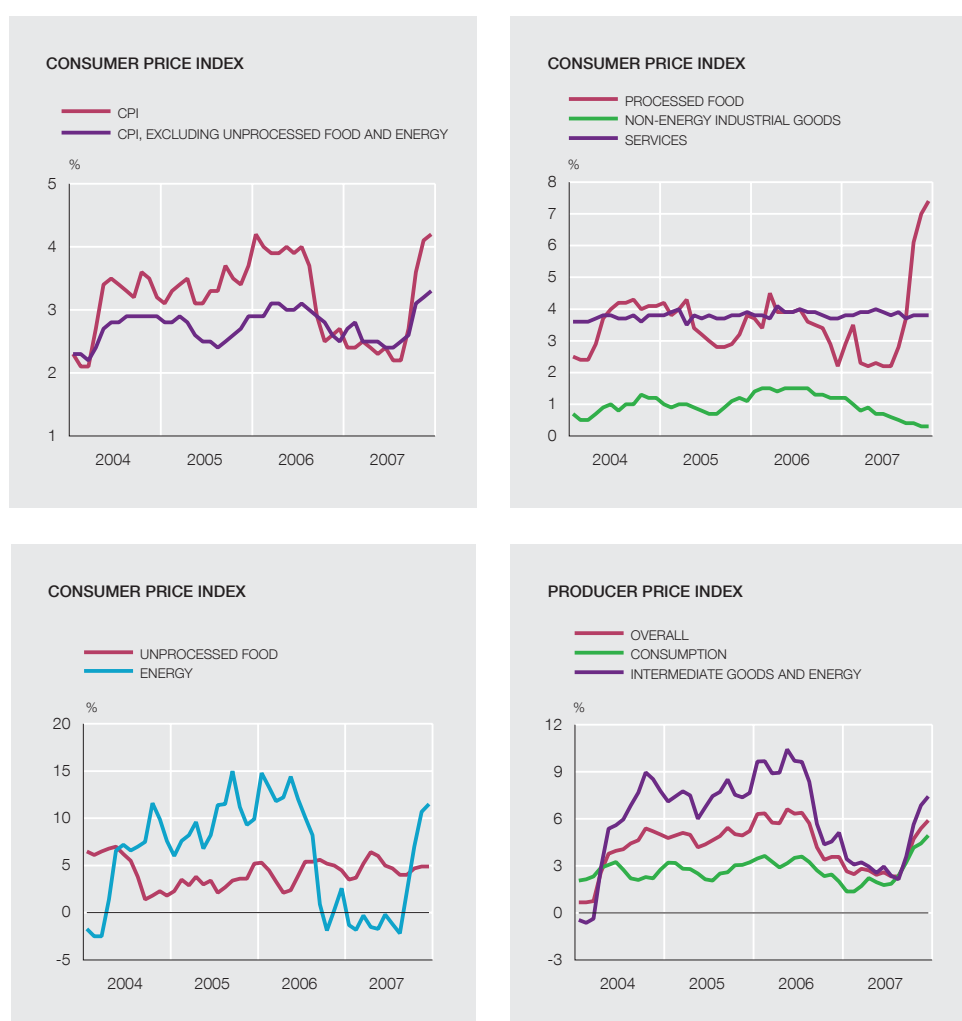 CONSUMER PRICE INDEX
CPI
CPI, EXCLUDING UNPROCESSED FOOD AND ENERGY
%
5
4
3
2
1
2004 2005 2006 2007
CONSUMER PRICE INDEX
PROCESSED FOOD
NON-ENERGY INDUSTRIAL GOODS
SERVICES
%
8
7
6
5
4
3
2
1
0
2004 2005 2006 2007
CONSUMER PRICE INDEX
UNPROCESSED FOOD
ENERGY
%
20
15
10
5
0
-5
2004 2005 2006 2007
PRODUCER PRICE INDEX
OVERALL
CONSUMPTION
INTERMEDIATE GOODS AND ENERGY
%
12
9
6
3
0
-3
2004 2005 2006 2007